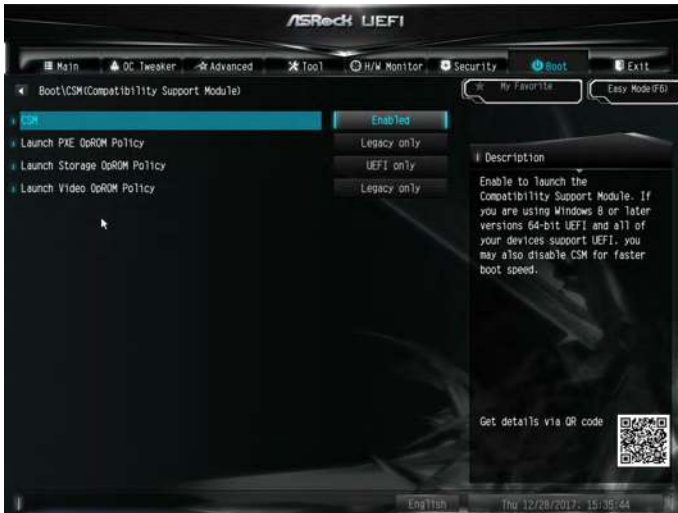 ASRock UEFI
Main
OC Tweaker
Advanced
Tool
H/W Monitor
Security
Boot
Exit
Boot\CSM(Compatibility Support Module)
My Favorite
Easy Mode(F6)
CSM
Enabled
Launch PXE OpROM Policy
Legacy only
Launch Storage OpROM Policy
UEFI only
Launch Video OpROM Policy
Legacy only
Description
Enable to launch the
Compatibility Support Module. If
you are using Windows 8 or later
versions 64-bit UEFI and all of
your devices support UEFI, you
may also disable CSM for faster
boot speed.
Get details via QR code
English
Thu 12/28/2017, 15:35:44